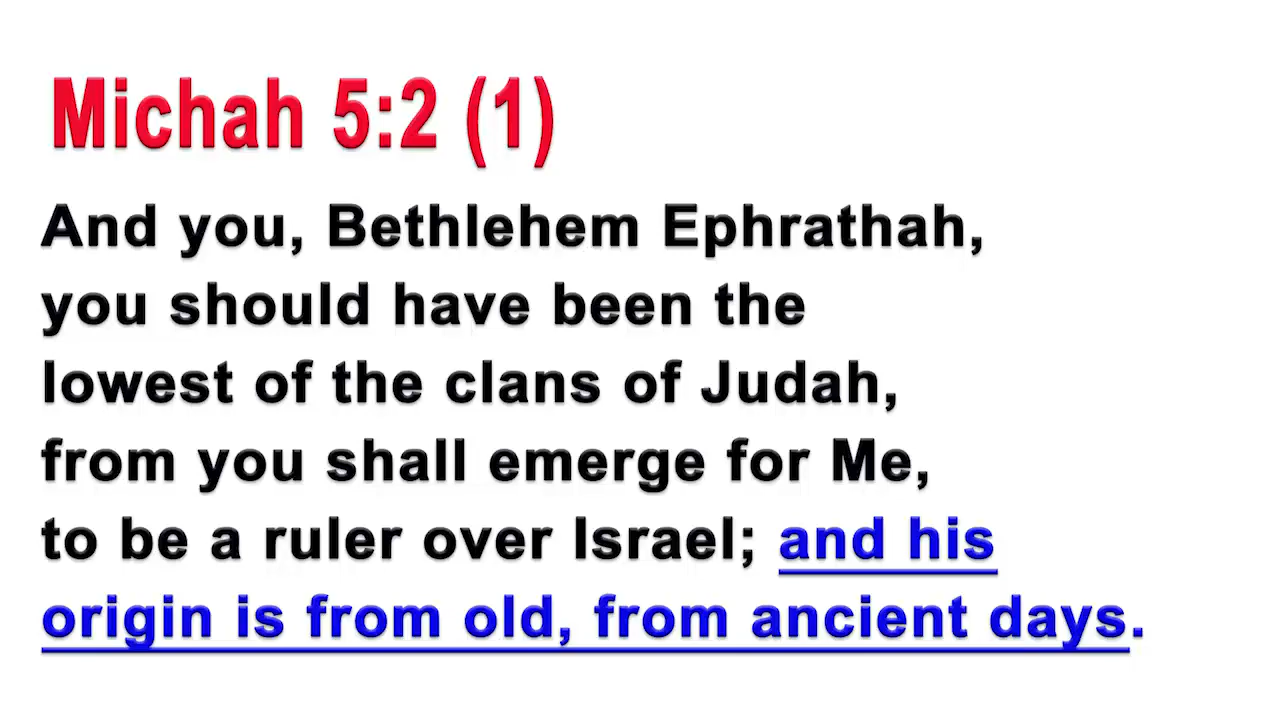 Michah 5:2 (1)
And you, Bethlehem Ephrathah,
you should have been the
lowest of the clans of Judah,
from you shall emerge for Me,
to be a ruler over Israel; and his
origin is from old, from ancient days.